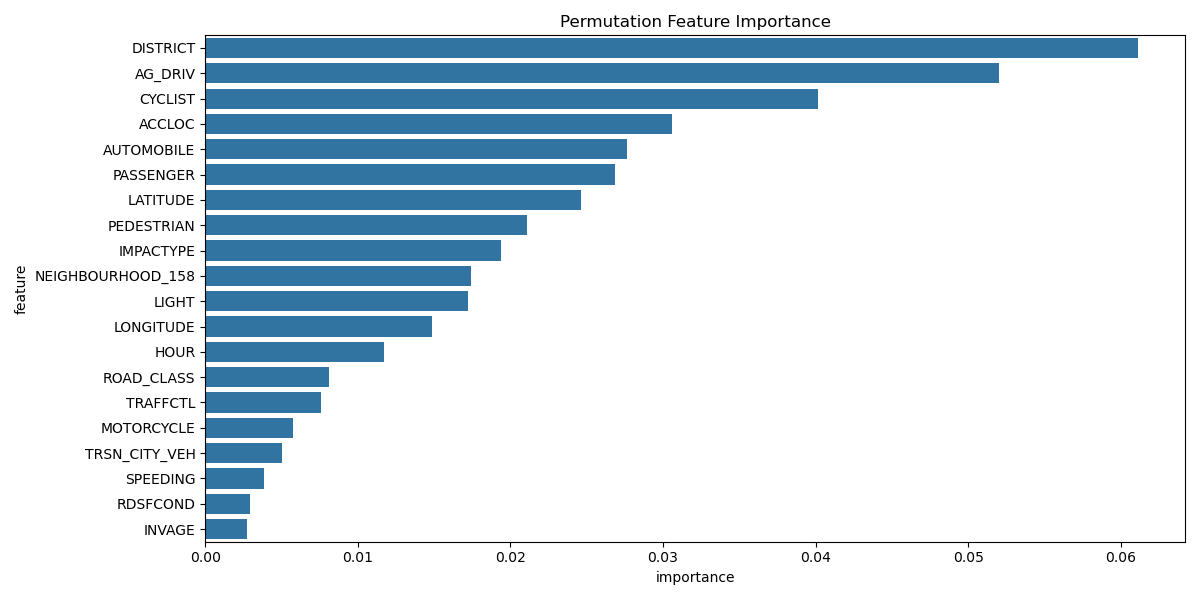 Permutation Feature Importance
DISTRICT
AG_DRIV
CYCLIST
ACCLOC
AUTOMOBILE
PASSENGER
LATITUDE
PEDESTRIAN
IMPACTYPE
NEIGHBOURHOOD_158
LIGHT
LONGITUDE
HOUR
ROAD_CLASS
TRAFFCTL
MOTORCYCLE
TRSN_CITY_VEH
SPEEDING
RDSFCOND
INVAGE
feature
0.00 0.01 0.02 0.03 0.04 0.05 0.06
importance